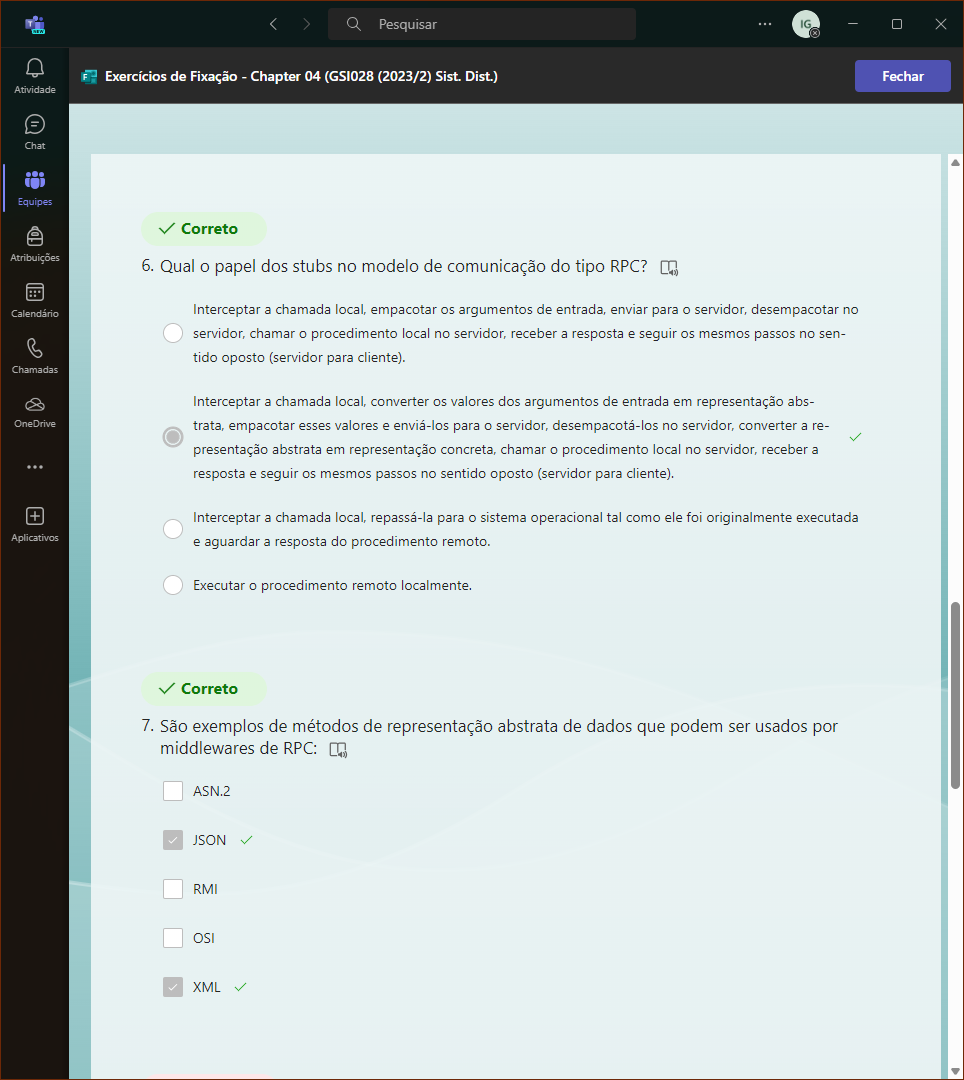 Pesquisar
IG
Exercícios de Fixação - Chapter 04 (GSI028 (2023/2) Sist. Dist.)
Fechar
Atividade
Chat
Equipes
Atribuições
Calendário
Chamadas
OneDrive
Aplicativos
Correto
6. Qual o papel dos stubs no modelo de comunicação do tipo RPC?
Interceptar a chamada local, empacotar os argumentos de entrada, enviar para o servidor, desempacotar no
servidor, chamar o procedimento local no servidor, receber a resposta e seguir os mesmos passos no sen-
tido oposto (servidor para cliente).
Interceptar a chamada local, converter os valores dos argumentos de entrada em representação abs-
trata, empacotar esses valores e enviá-los para o servidor, desempacotá-los no servidor, converter a re-
presentação abstrata em representação concreta, chamar o procedimento local no servidor, receber a
resposta e seguir os mesmos passos no sentido oposto (servidor para cliente).
Interceptar a chamada local, repassá-la para o sistema operacional tal como ele foi originalmente executada
e aguardar a resposta do procedimento remoto.
Executar o procedimento remoto localmente.
Correto
7. São exemplos de métodos de representação abstrata de dados que podem ser usados por
middlewares de RPC:
ASN.2
JSON
RMI
OSI
XML